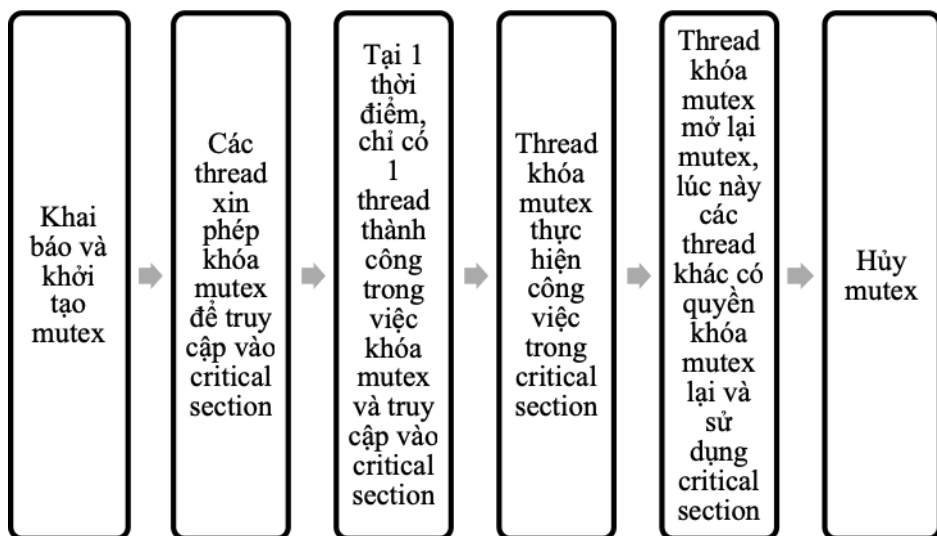 Khai
báo và
khởi
tạo
mutex
Các
thread
xin
phép
khóa
mutex
để truy
cập vào
critical
section
Tại 1
thời
điểm,
chỉ có
1
thread
thành
công
trong
việc
khóa
mutex
và truy
cập vào
critical
section
Thread
khóa
mutex
thực
hiện
công
việc
trong
critical
section
Thread
khóa
mutex
mở lại
mutex,
lúc này
các
thread
khác có
quyền
khóa
mutex
lại và
sử
dụng
critical
section
Hủy
mutex